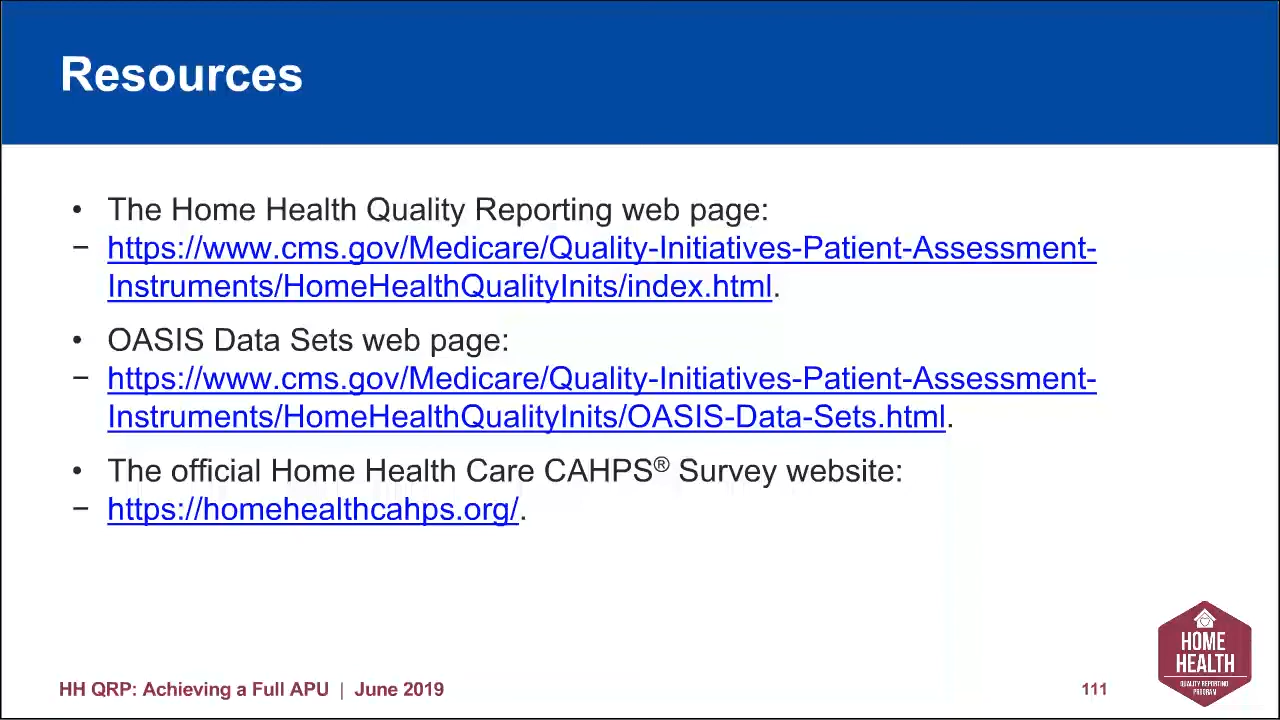 Resources
• The Home Health Quality Reporting web page:
− https://www.cms.gov/Medicare/Quality-Initiatives-Patient-Assessment-
Instruments/HomeHealthQualityInits/index.html.
• OASIS Data Sets web page:
− https://www.cms.gov/Medicare/Quality-Initiatives-Patient-Assessment-
Instruments/HomeHealthQualityInits/OASIS-Data-Sets.html.
• The official Home Health Care CAHPS® Survey website:
− https://homehealthcahps.org/.
HH QRP: Achieving a Full APU | June 2019
111
HOME
HEALTH
QUALITY REPORTING
PROGRAM